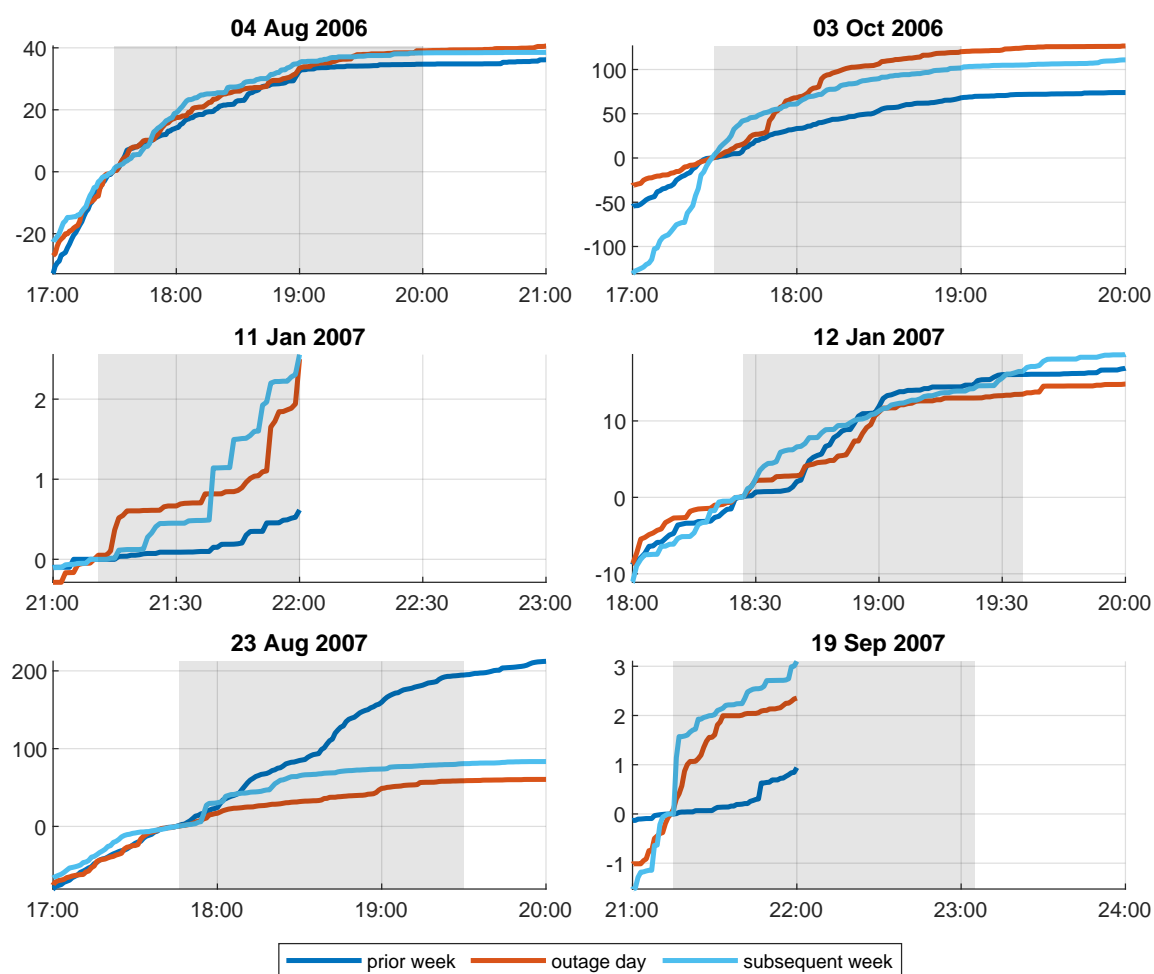 04 Aug 2006
40
20
0
-20
17:00 18:00 19:00 20:00 21:00
03 Oct 2006
100
50
0
-50
-100
17:00 18:00 19:00 20:00
11 Jan 2007
2
1
0
21:00 21:30 22:00 22:30 23:00
12 Jan 2007
10
0
-10
18:00 18:30 19:00 19:30 20:00
23 Aug 2007
200
100
0
17:00 18:00 19:00 20:00
19 Sep 2007
3
2
1
0
-1
21:00 22:00 23:00 24:00
prior week outage day subsequent week